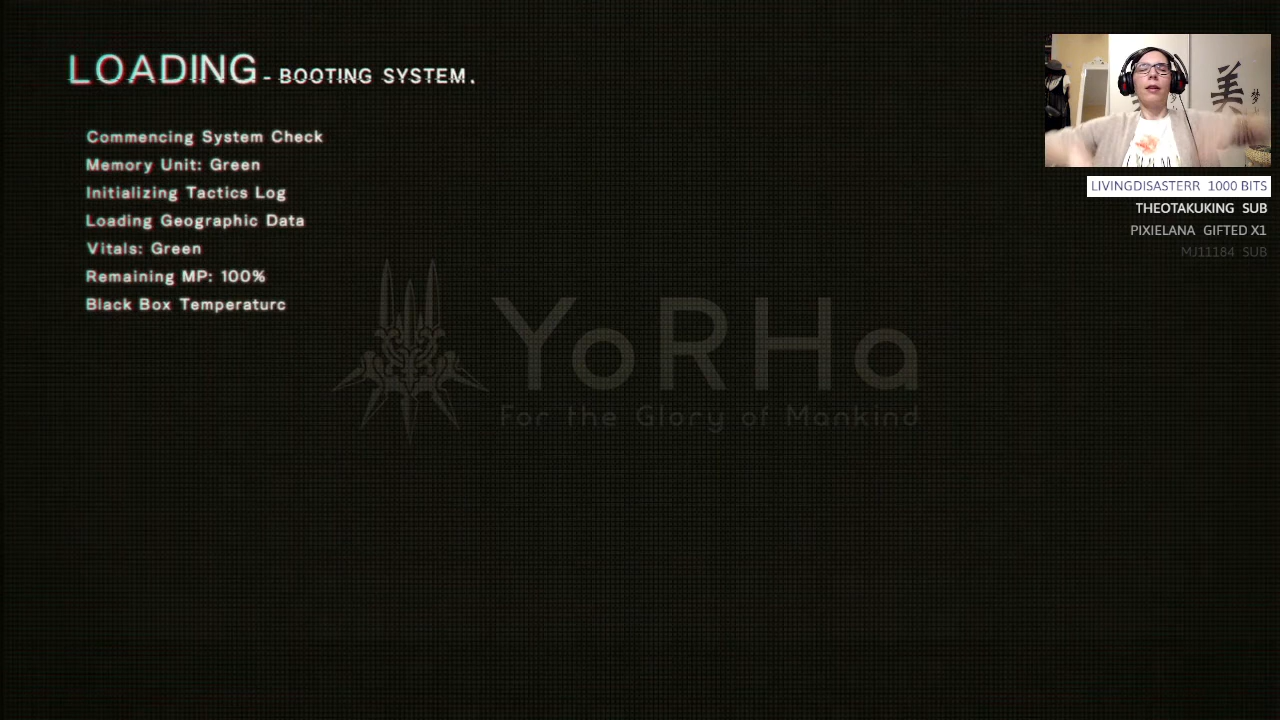 LOADING - BOOTING SYSTEM.
Commencing System Check
Memory Unit: Green
Initializing Tactics Log
Loading Geographic Data
Vitals: Green
Remaining MP: 100%
Black Box Temperaturc
YoRHa
For the Glory of Mankind
美
梦
LIVINGDISASTERR 1000 BITS
THEOTAKUKING SUB
PIXIELANA GIFTED X1
MJ11184 SUB